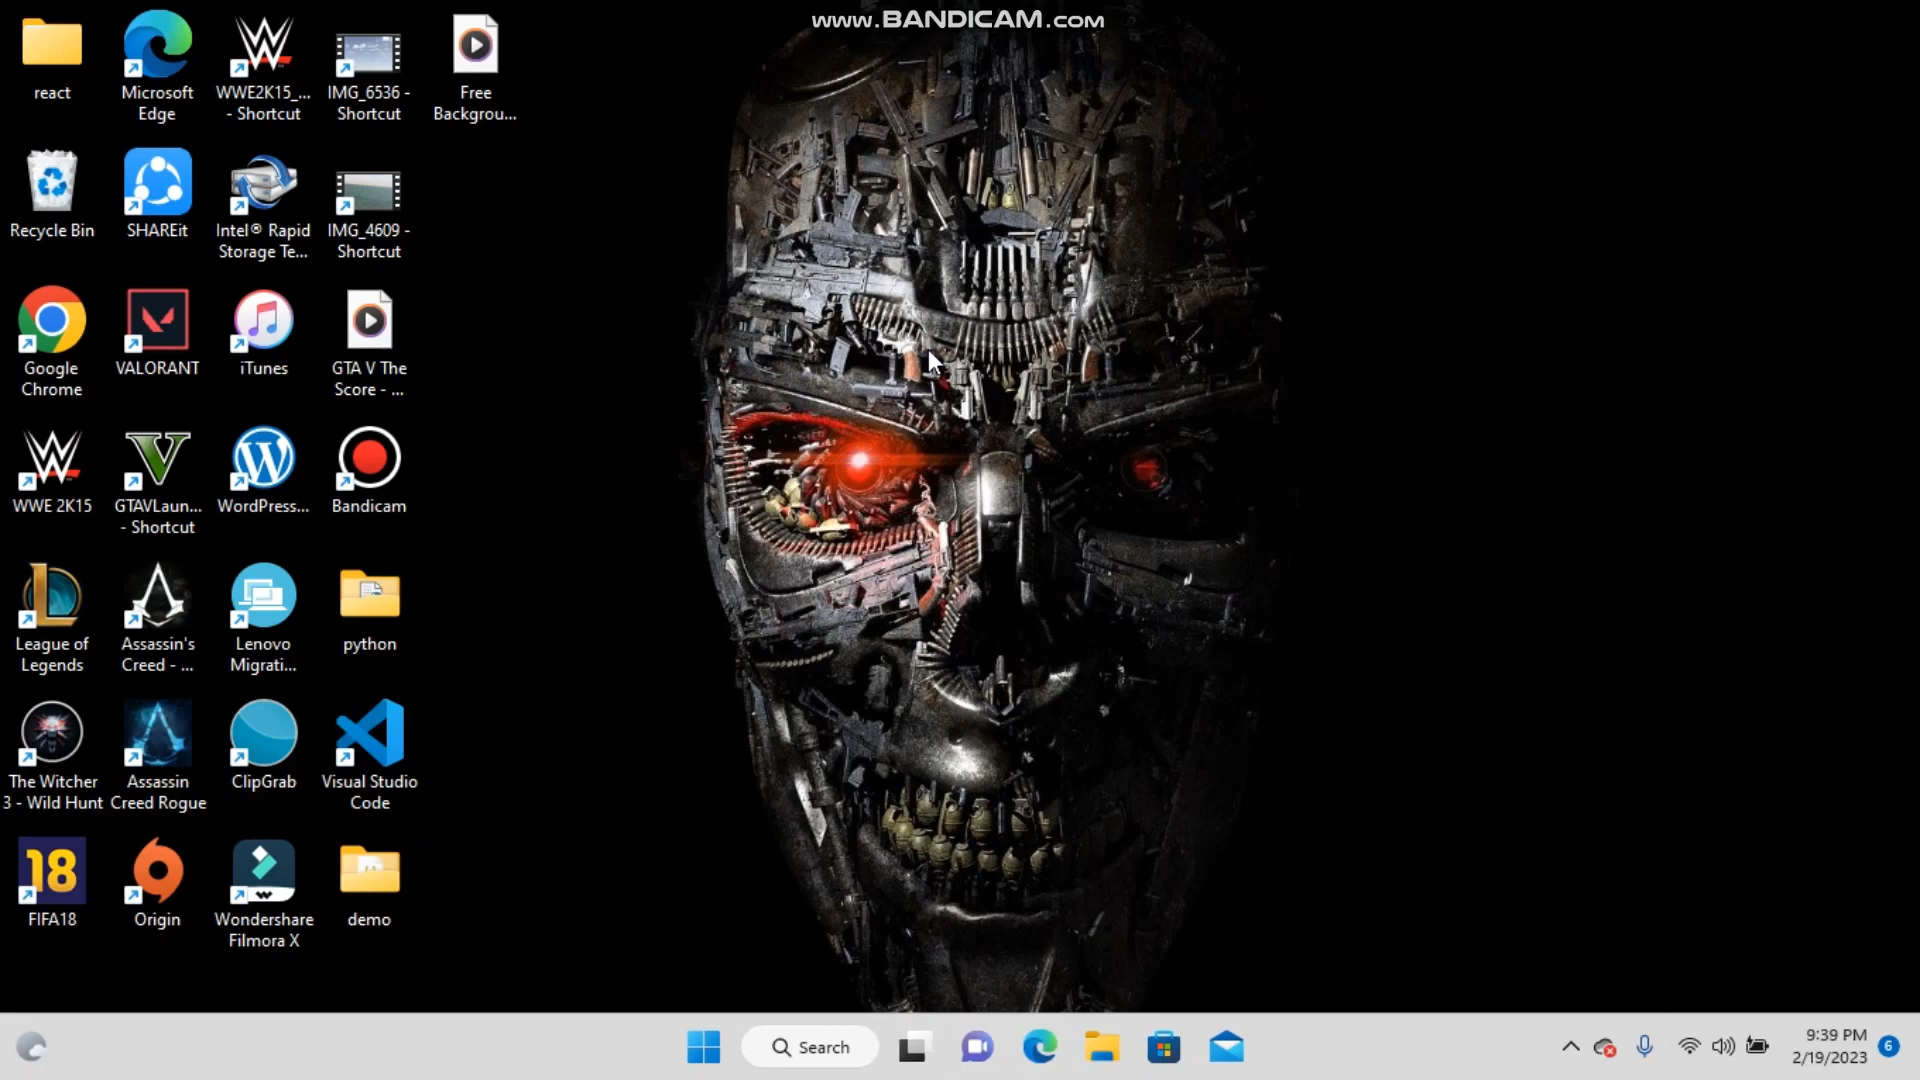 www.BANDICAM.com
react
Microsoft
Edge
WWE2K15_...
- Shortcut
IMG_6536 -
Shortcut
Free
Backgrou...
Recycle Bin
SHAREit
Intel® Rapid
Storage Te...
IMG_4609 -
Shortcut
Google
Chrome
VALORANT
iTunes
GTA V The
Score - ...
WWE 2K15
GTAVLaun...
- Shortcut
WordPress...
Bandicam
League of
Legends
Assassin's
Creed - ...
Lenovo
Migrati...
python
The Witcher
3 - Wild Hunt
Assassin
Creed Rogue
ClipGrab
Visual Studio
Code
18
FIFA18
Origin
Wondershare
Filmora X
demo
Search
9:39 PM
2/19/2023
6